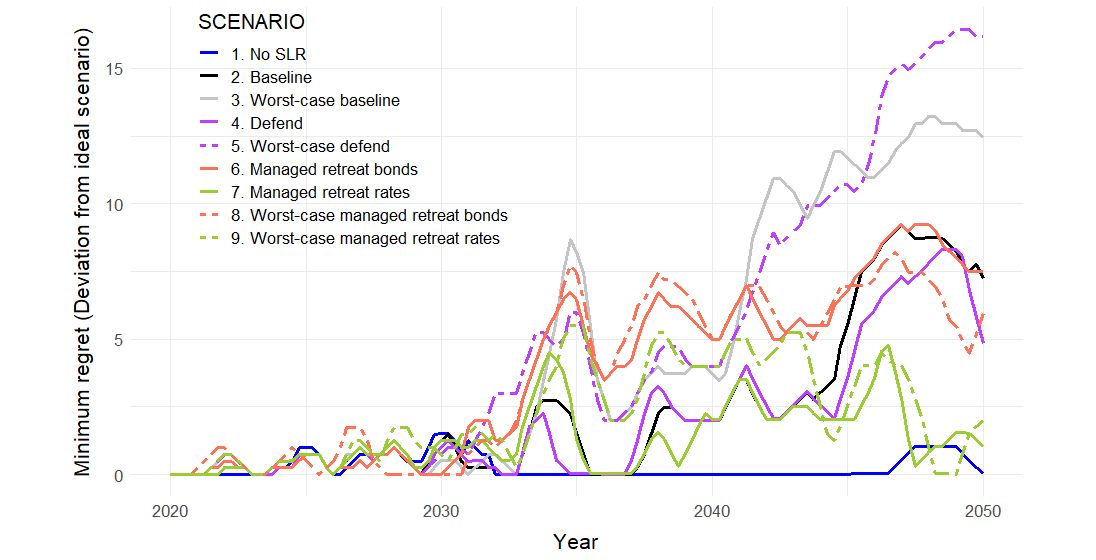 SCENARIO
1. No SLR
2. Baseline
3. Worst-case baseline
4. Defend
5. Worst-case defend
6. Managed retreat bonds
7. Managed retreat rates
8. Worst-case managed retreat bonds
9. Worst-case managed retreat rates
Minimum regret (Deviation from ideal scenario)
15
10
5
0
2020 2030 2040 2050
Year